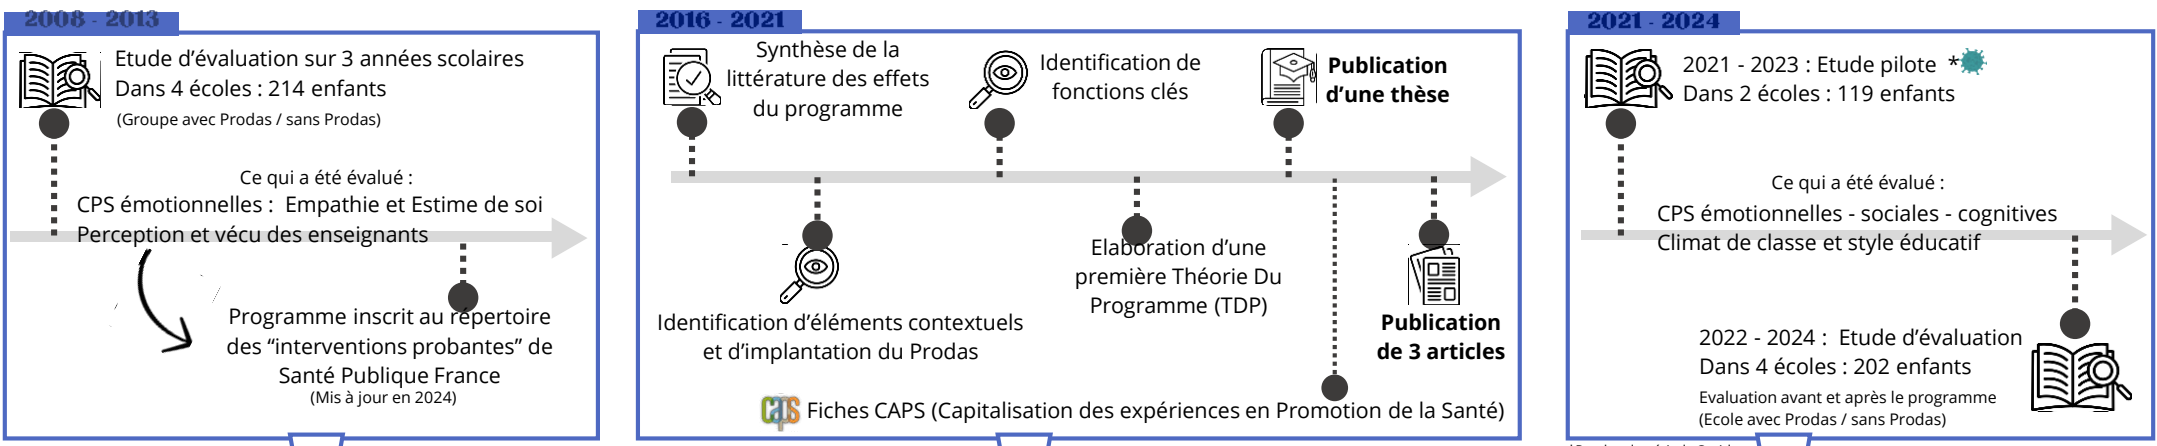 2008 - 2013
Etude d’évaluation sur 3 années scolaires
Dans 4 écoles : 214 enfants
(Groupe avec Prodas / sans Prodas)
Ce qui a été évalué :
CPS émotionnelles : Empathie et Estime de soi
Perception et vécu des enseignants
Programme inscrit au répertoire
des “interventions probantes” de
Santé Publique France
(Mis à jour en 2024)
2016 - 2021
Synthèse de la
littérature des effets
du programme
Identification de
fonctions clés
Publication
d’une thèse
Identification d’éléments contextuels
et d’implantation du Prodas
Elaboration d’une
première Théorie Du
Programme (TDP)
Publication
de 3 articles
CAPS Fiches CAPS (Capitalisation des expériences en Promotion de la Santé)
2021 - 2024
2021 - 2023 : Etude pilote *
Dans 2 écoles : 119 enfants
Ce qui a été évalué :
CPS émotionnelles - sociales - cognitives
Climat de classe et style éducatif
2022 - 2024 : Etude d’évaluation
Dans 4 écoles : 202 enfants
Evaluation avant et après le programme
(Ecole avec Prodas / sans Prodas)